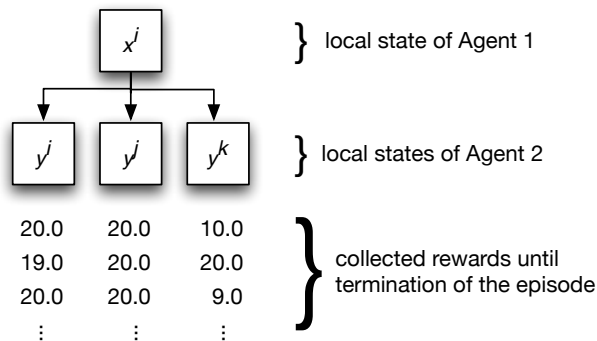 x^j
} local state of Agent 1
y^i y^j y^k
} local states of Agent 2
20.0 20.0 10.0
19.0 20.0 20.0
20.0 20.0 9.0
⋮ ⋮ ⋮
} collected rewards until
termination of the episode